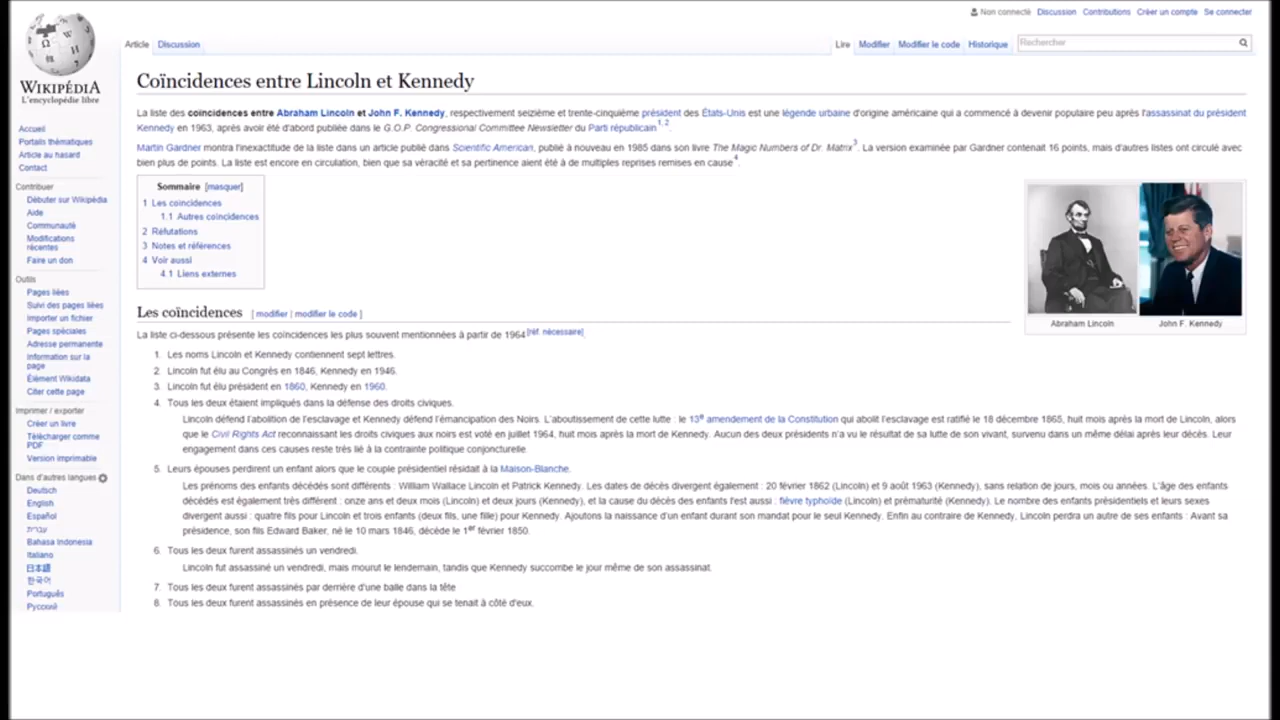 Non connecté Discussion Contributions Créer un compte Se connecter
Article Discussion Lire Modifier Modifier le code Historique Rechercher
WIKIPÉDIA
L'encyclopédie libre
Accueil
Portails thématiques
Article au hasard
Contact
Contribuer
Débuter sur Wikipédia
Aide
Communauté
Modifications
récentes
Faire un don
Outils
Pages liées
Suivi des pages liées
Importer un fichier
Pages spéciales
Adresse permanente
Information sur la
page
Élément Wikidata
Citer cette page
Imprimer / exporter
Créer un livre
Télécharger comme
PDF
Version imprimable
Dans d'autres langues
Deutsch
English
Español
עברית
Bahasa Indonesia
Italiano
日本語
한국어
Português
Русский
Coïncidences entre Lincoln et Kennedy
La liste des coïncidences entre Abraham Lincoln et John F. Kennedy, respectivement seizième et trente-cinquième président des États-Unis est une légende urbaine d'origine américaine qui a commencé à devenir populaire peu après l'assassinat du président
Kennedy en 1963, après avoir été d'abord publiée dans le G.O.P. Congressional Committee Newsletter du Parti républicain1, 2.
Martin Gardner montra l'inexactitude de la liste dans un article publié dans Scientific American, publié à nouveau en 1985 dans son livre The Magic Numbers of Dr. Matrix3. La version examinée par Gardner contenait 16 points, mais d'autres listes ont circulé avec
bien plus de points. La liste est encore en circulation, bien que sa véracité et sa pertinence aient été à de multiples reprises remises en cause4.
Sommaire [masquer]
1 Les coïncidences
1.1 Autres coïncidences
2 Réfutations
3 Notes et références
4 Voir aussi
4.1 Liens externes
Abraham Lincoln John F. Kennedy
Les coïncidences [ modifier | modifier le code ]
La liste ci-dessous présente les coïncidences les plus souvent mentionnées à partir de 1964[réf. nécessaire].
1. Les noms Lincoln et Kennedy contiennent sept lettres.
2. Lincoln fut élu au Congrès en 1846, Kennedy en 1946.
3. Lincoln fut élu président en 1860, Kennedy en 1960.
4. Tous les deux étaient impliqués dans la défense des droits civiques.
Lincoln défend l'abolition de l'esclavage et Kennedy défend l'émancipation des Noirs. L'aboutissement de cette lutte : le 13e amendement de la Constitution qui abolit l'esclavage est ratifié le 18 décembre 1865, huit mois après la mort de Lincoln, alors
que le Civil Rights Act reconnaissant les droits civiques aux noirs est voté en juillet 1964, huit mois après la mort de Kennedy. Aucun des deux présidents n'a vu le résultat de sa lutte de son vivant, survenu dans un même délai après leur décès. Leur
engagement dans ces causes reste très lié à la contrainte politique conjoncturelle.
5. Leurs épouses perdirent un enfant alors que le couple présidentiel résidait à la Maison-Blanche.
Les prénoms des enfants décédés sont différents : William Wallace Lincoln et Patrick Kennedy. Les dates de décès divergent également : 20 février 1862 (Lincoln) et 9 août 1963 (Kennedy), sans relation de jours, mois ou années. L'âge des enfants
décédés est également très différent : onze ans et deux mois (Lincoln) et deux jours (Kennedy), et la cause du décès des enfants l'est aussi : fièvre typhoïde (Lincoln) et prématurité (Kennedy). Le nombre des enfants présidentiels et leurs sexes
divergent aussi : quatre fils pour Lincoln et trois enfants (deux fils, une fille) pour Kennedy. Ajoutons la naissance d'un enfant durant son mandat pour le seul Kennedy. Enfin au contraire de Kennedy, Lincoln perdra un autre de ses enfants : Avant sa
présidence, son fils Edward Baker, né le 10 mars 1846, décède le 1er février 1850.
6. Tous les deux furent assassinés un vendredi.
Lincoln fut assassiné un vendredi, mais mourut le lendemain, tandis que Kennedy succombe le jour même de son assassinat.
7. Tous les deux furent assassinés par derrière d'une balle dans la tête
8. Tous les deux furent assassinés en présence de leur épouse qui se tenait à côté d'eux.